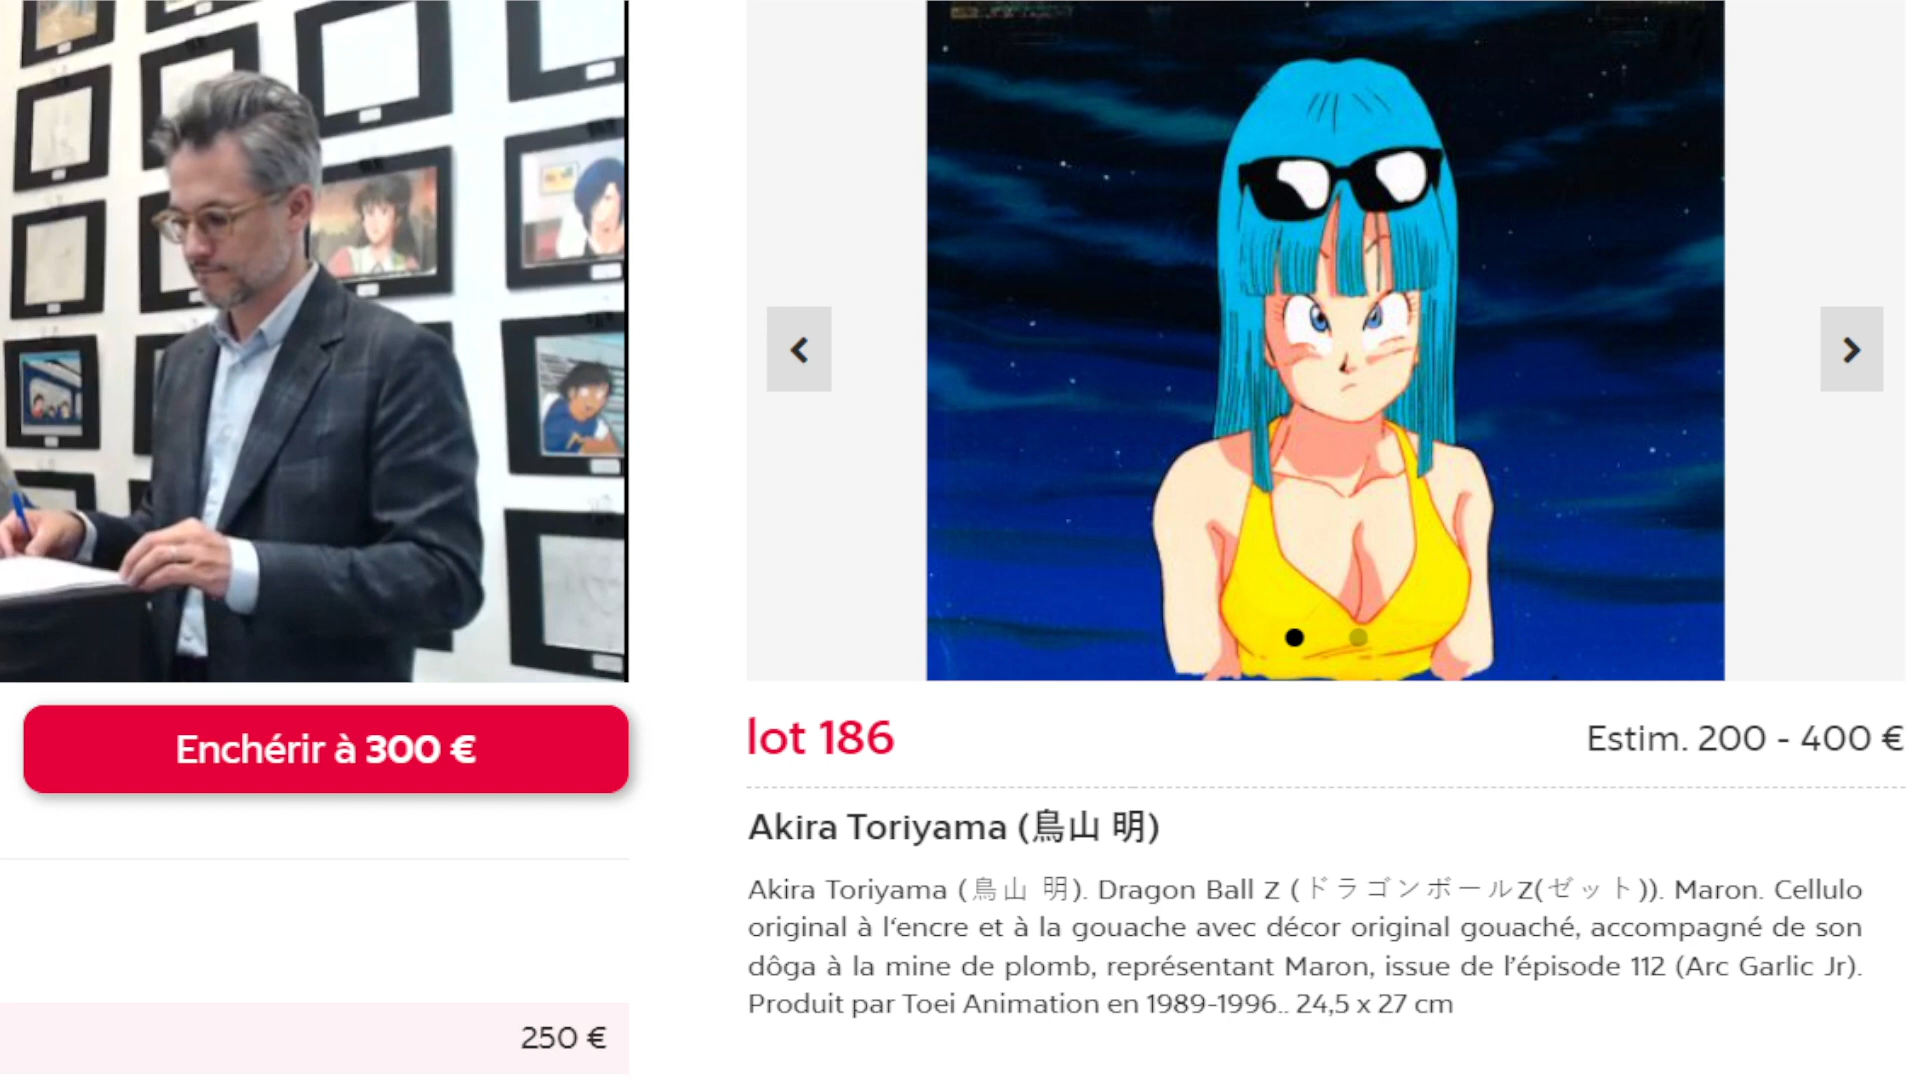 Enchérir à 300 €
250 €
lot 186
Estim. 200 - 400 €
Akira Toriyama (鳥山 明)
Akira Toriyama (鳥山 明). Dragon Ball Z (ドラゴンボールZ(ゼット)). Maron. Cellulo
original à l‘encre et à la gouache avec décor original gouaché, accompagné de son
dôga à la mine de plomb, représentant Maron, issue de l’épisode 112 (Arc Garlic Jr).
Produit par Toei Animation en 1989-1996.. 24,5 x 27 cm